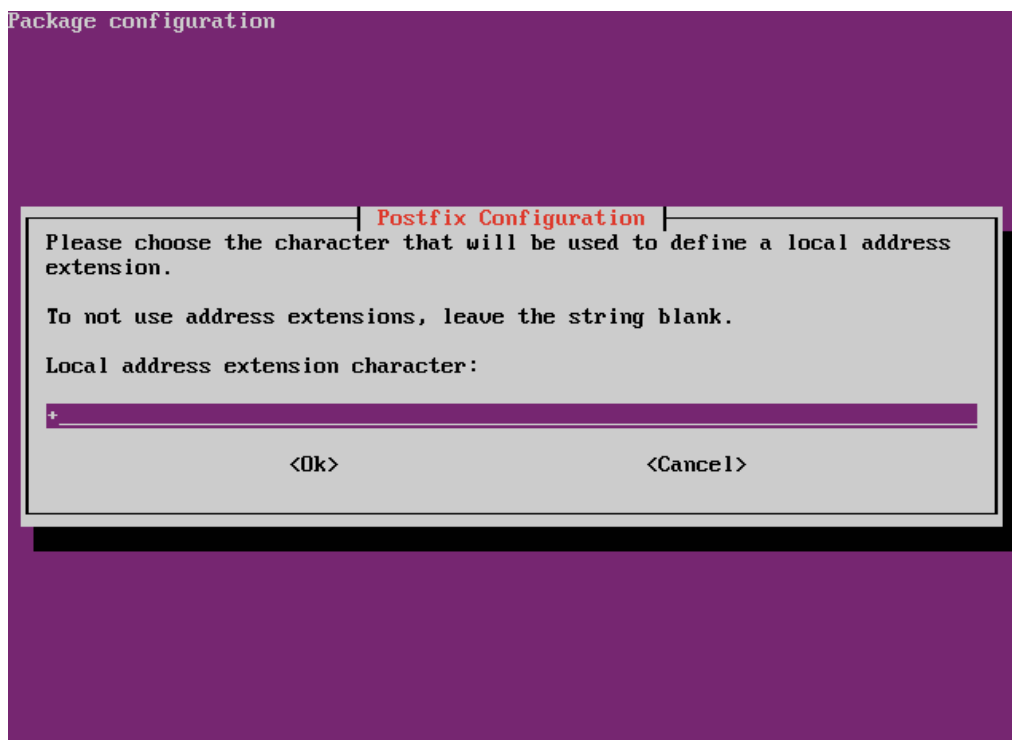 Package configuration
Postfix Configuration
Please choose the character that will be used to define a local address
extension.
To not use address extensions, leave the string blank.
Local address extension character:
+
<Ok> <Cancel>